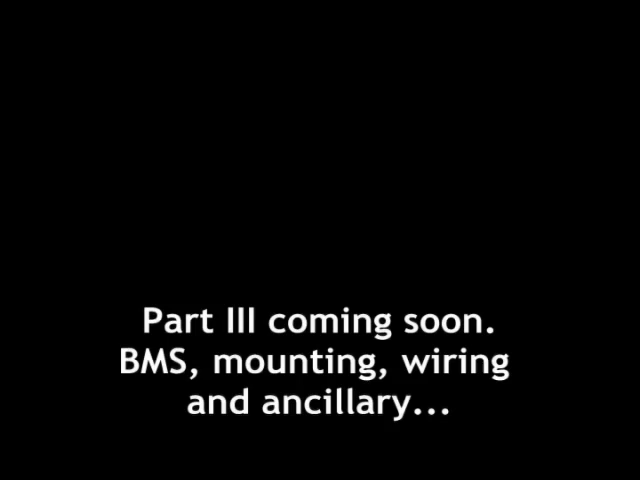 Part III coming soon.
BMS, mounting, wiring
and ancillary...